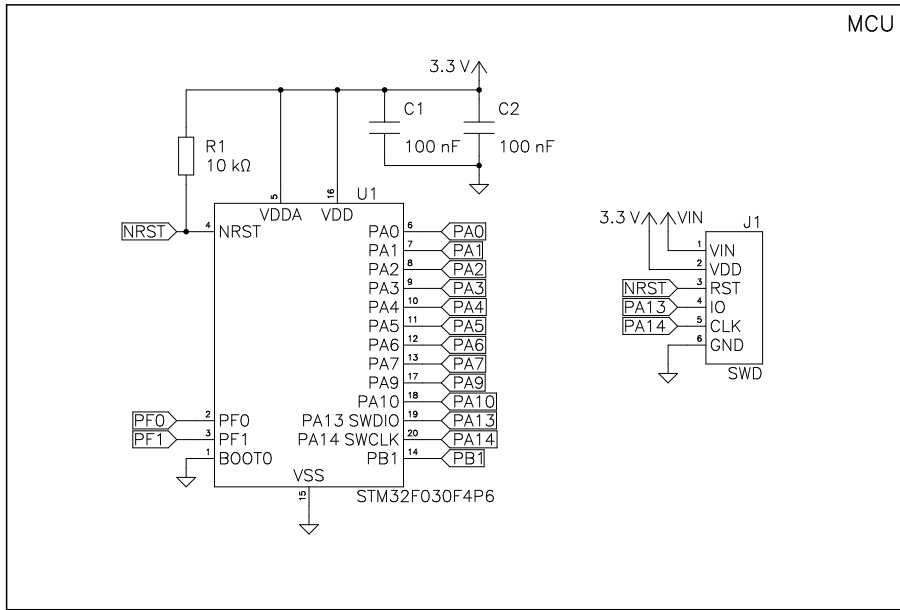 MCU
3.3 V
C1
C2
100 nF
100 nF
R1
10 kΩ
5
16
U1
VDDA
VDD
NRST
4
NRST
PA0
6
PA0
PA1
7
PA1
PA2
8
PA2
PA3
9
PA3
PA4
10
PA4
PA5
11
PA5
PA6
12
PA6
PA7
13
PA7
PA9
17
PA9
PA10
18
PA10
PF0
2
PF0
PA13 SWDIO
19
PA13
PF1
3
PF1
PA14 SWCLK
20
PA14
1
BOOT0
PB1
14
PB1
VSS
15
STM32F030F4P6
3.3 V
VIN
J1
1
VIN
2
VDD
NRST
3
RST
PA13
4
IO
PA14
5
CLK
6
GND
SWD